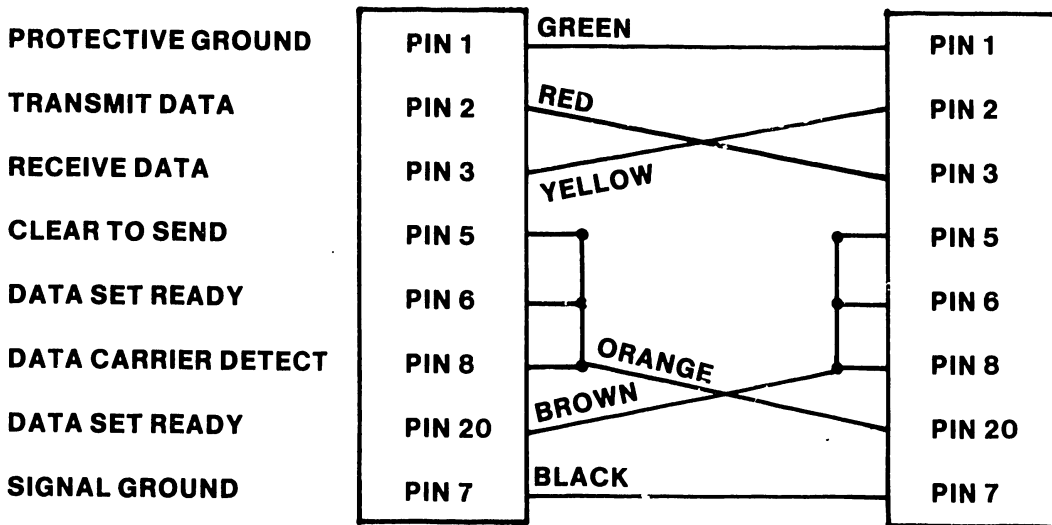 PROTECTIVE GROUND PIN 1 GREEN PIN 1
TRANSMIT DATA PIN 2 RED PIN 2
RECEIVE DATA PIN 3 YELLOW PIN 3
CLEAR TO SEND PIN 5 PIN 5
DATA SET READY PIN 6 PIN 6
DATA CARRIER DETECT PIN 8 ORANGE PIN 8
DATA SET READY PIN 20 BROWN PIN 20
SIGNAL GROUND PIN 7 BLACK PIN 7